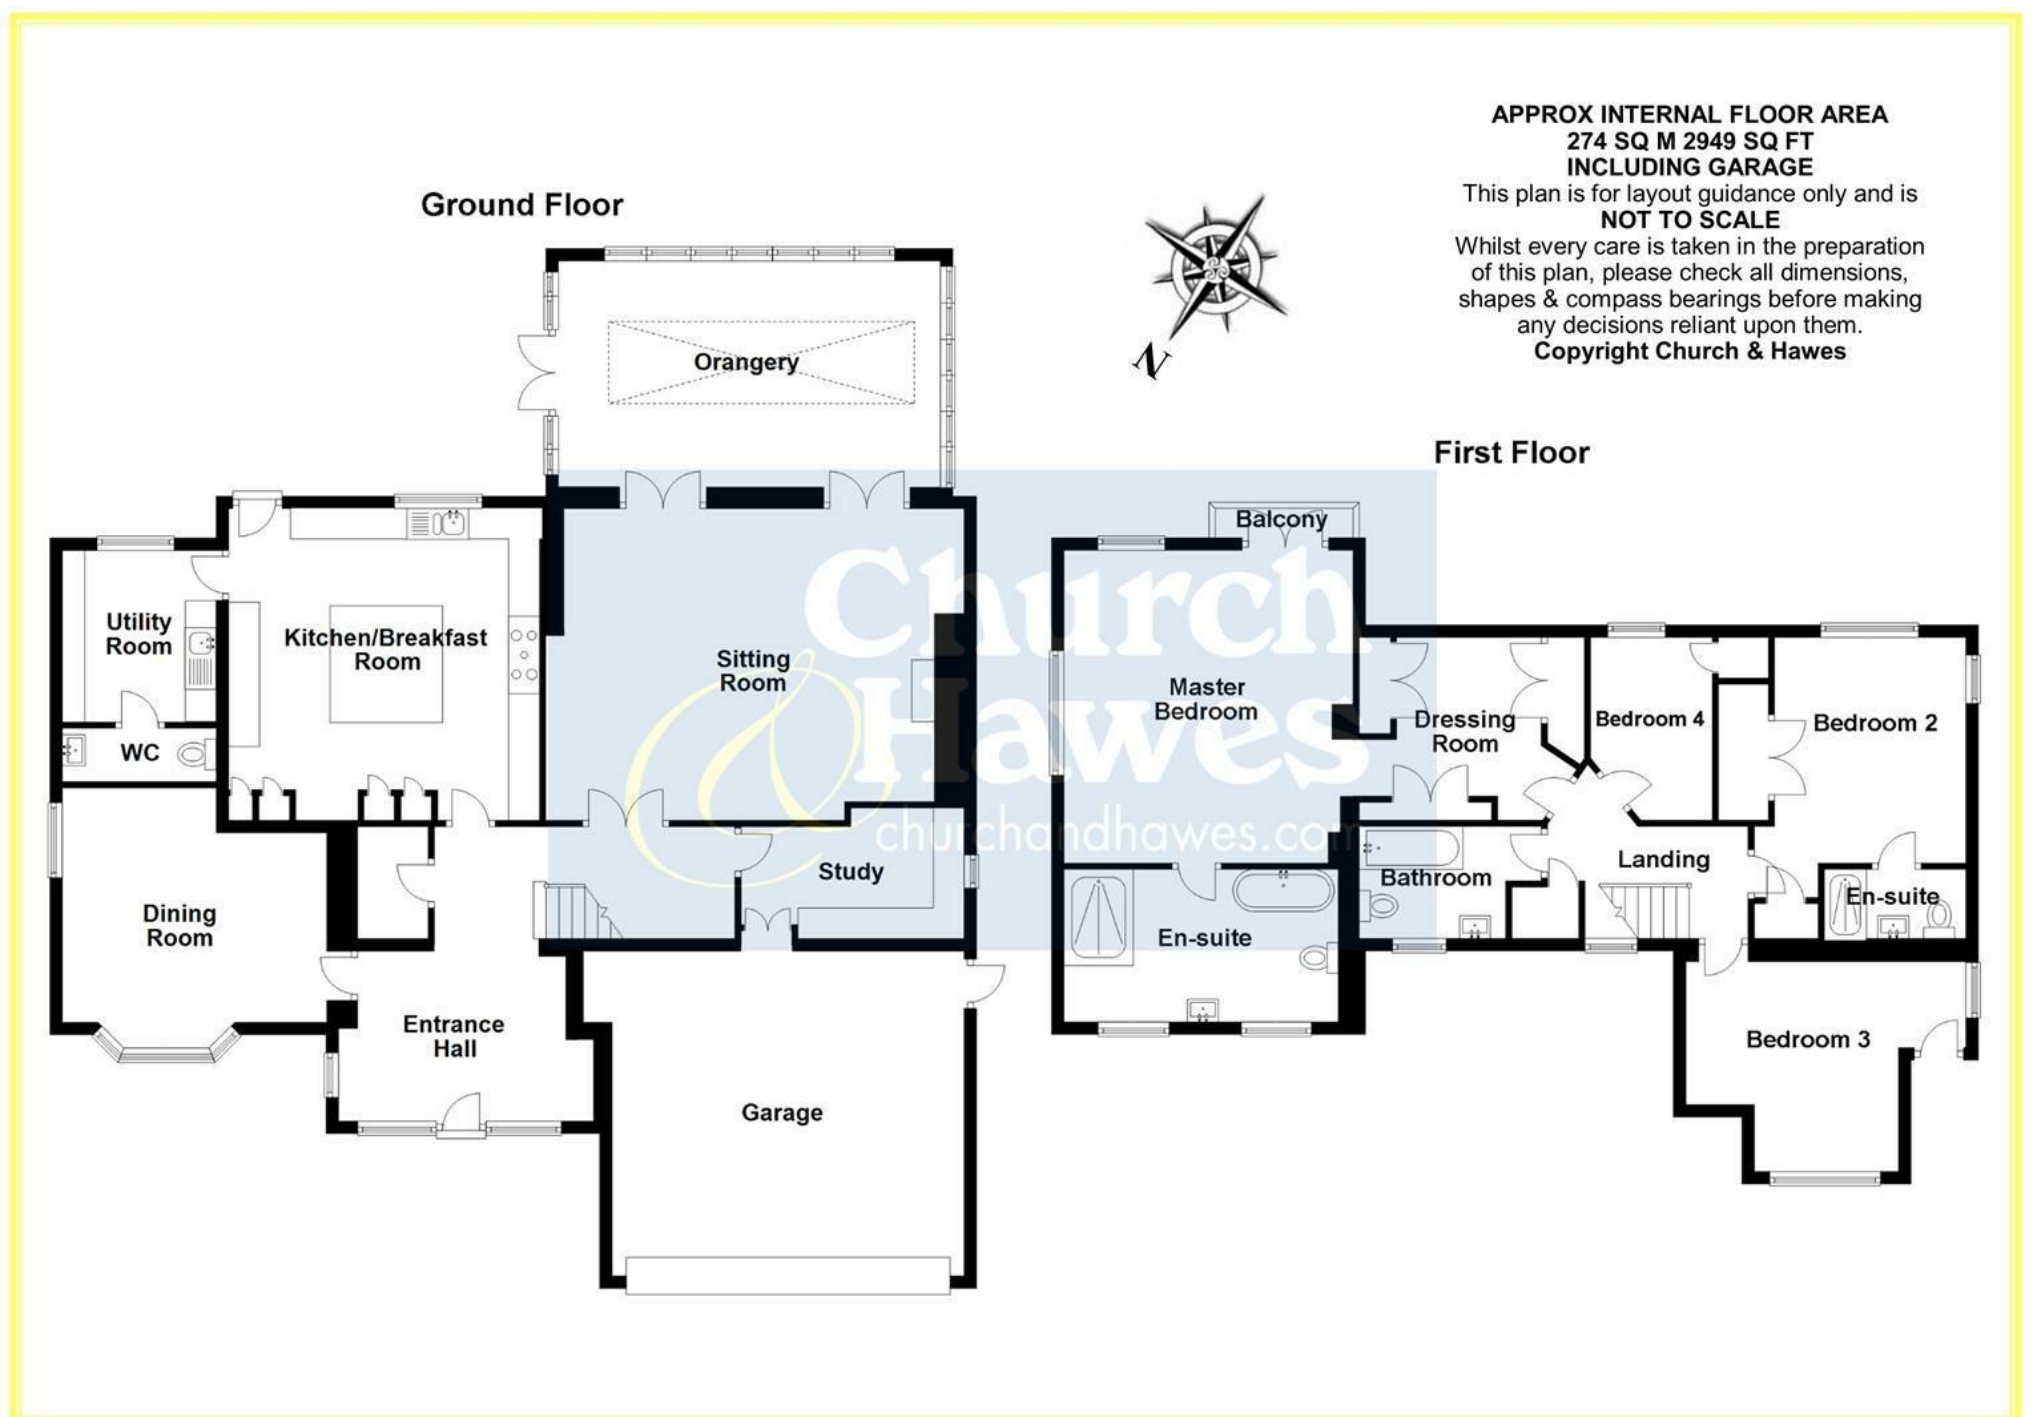 APPROX INTERNAL FLOOR AREA
274 SQ M 2949 SQ FT
INCLUDING GARAGE
This plan is for layout guidance only and is
NOT TO SCALE
Whilst every care is taken in the preparation
of this plan, please check all dimensions,
shapes & compass bearings before making
any decisions reliant upon them.
Copyright Church & Hawes
Ground Floor
N
Orangery
Utility
Room
Kitchen/Breakfast
Room
Sitting
Room
WC
Dining
Room
Study
Entrance
Hall
Garage
First Floor
Balcony
Master
Bedroom
Dressing
Room
Bedroom 4
Bedroom 2
Landing
Bathroom
En-suite
En-suite
Bedroom 3
Church
& Hawes
churchandhawes.com